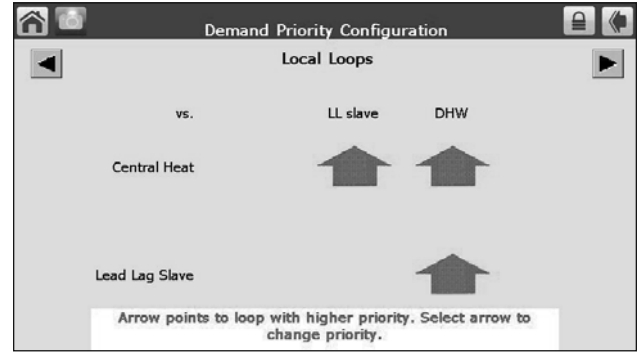 Demand Priority Configuration
Local Loops
vs. LL slave DHW
Central Heat
Lead Lag Slave
Arrow points to loop with higher priority. Select arrow to
change priority.